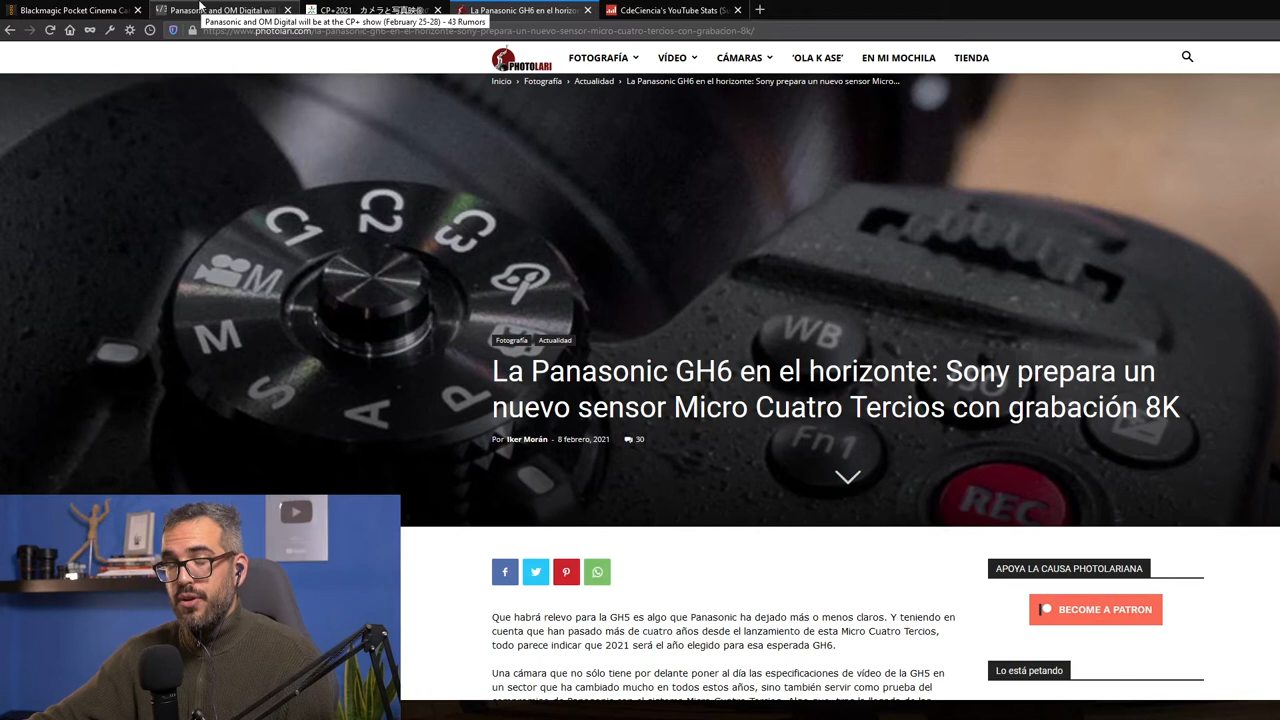 Blackmagic Pocket Cinema Ca
Panasonic and OM Digital will
CP+2021 カメラと写真映像
La Panasonic GH6 en el horizon
CdeCiencia's YouTube Stats (Su
Panasonic and OM Digital will be at the CP+ show (February 25-28) - 43 Rumors
https://www.photolari.com/la-panasonic-gh6-en-el-horizonte-sony-prepara-un-nuevo-sensor-micro-cuatro-tercios-con-grabacion-8k/
PHOTOLARI
FOTOGRAFÍA
VÍDEO
CÁMARAS
'OLA K ASE'
EN MI MOCHILA
TIENDA
Inicio › Fotografía › Actualidad › La Panasonic GH6 en el horizonte: Sony prepara un nuevo sensor Micro...
C1
C2
C3
M
M
S
A
P
WB
Fn1
REC
Fotografía
Actualidad
La Panasonic GH6 en el horizonte: Sony prepara un
nuevo sensor Micro Cuatro Tercios con grabación 8K
Por Iker Morán - 8 febrero, 2021 30
APOYA LA CAUSA PHOTOLARIANA
BECOME A PATRON
Que habrá relevo para la GH5 es algo que Panasonic ha dejado más o menos claros. Y teniendo en
cuenta que han pasado más de cuatro años desde el lanzamiento de esta Micro Cuatro Tercios,
todo parece indicar que 2021 será el año elegido para esa esperada GH6.
Lo está petando
Una cámara que no sólo tiene por delante poner al día las especificaciones de vídeo de la GH5 en
un sector que ha cambiado mucho en todos estos años, sino también servir como prueba del